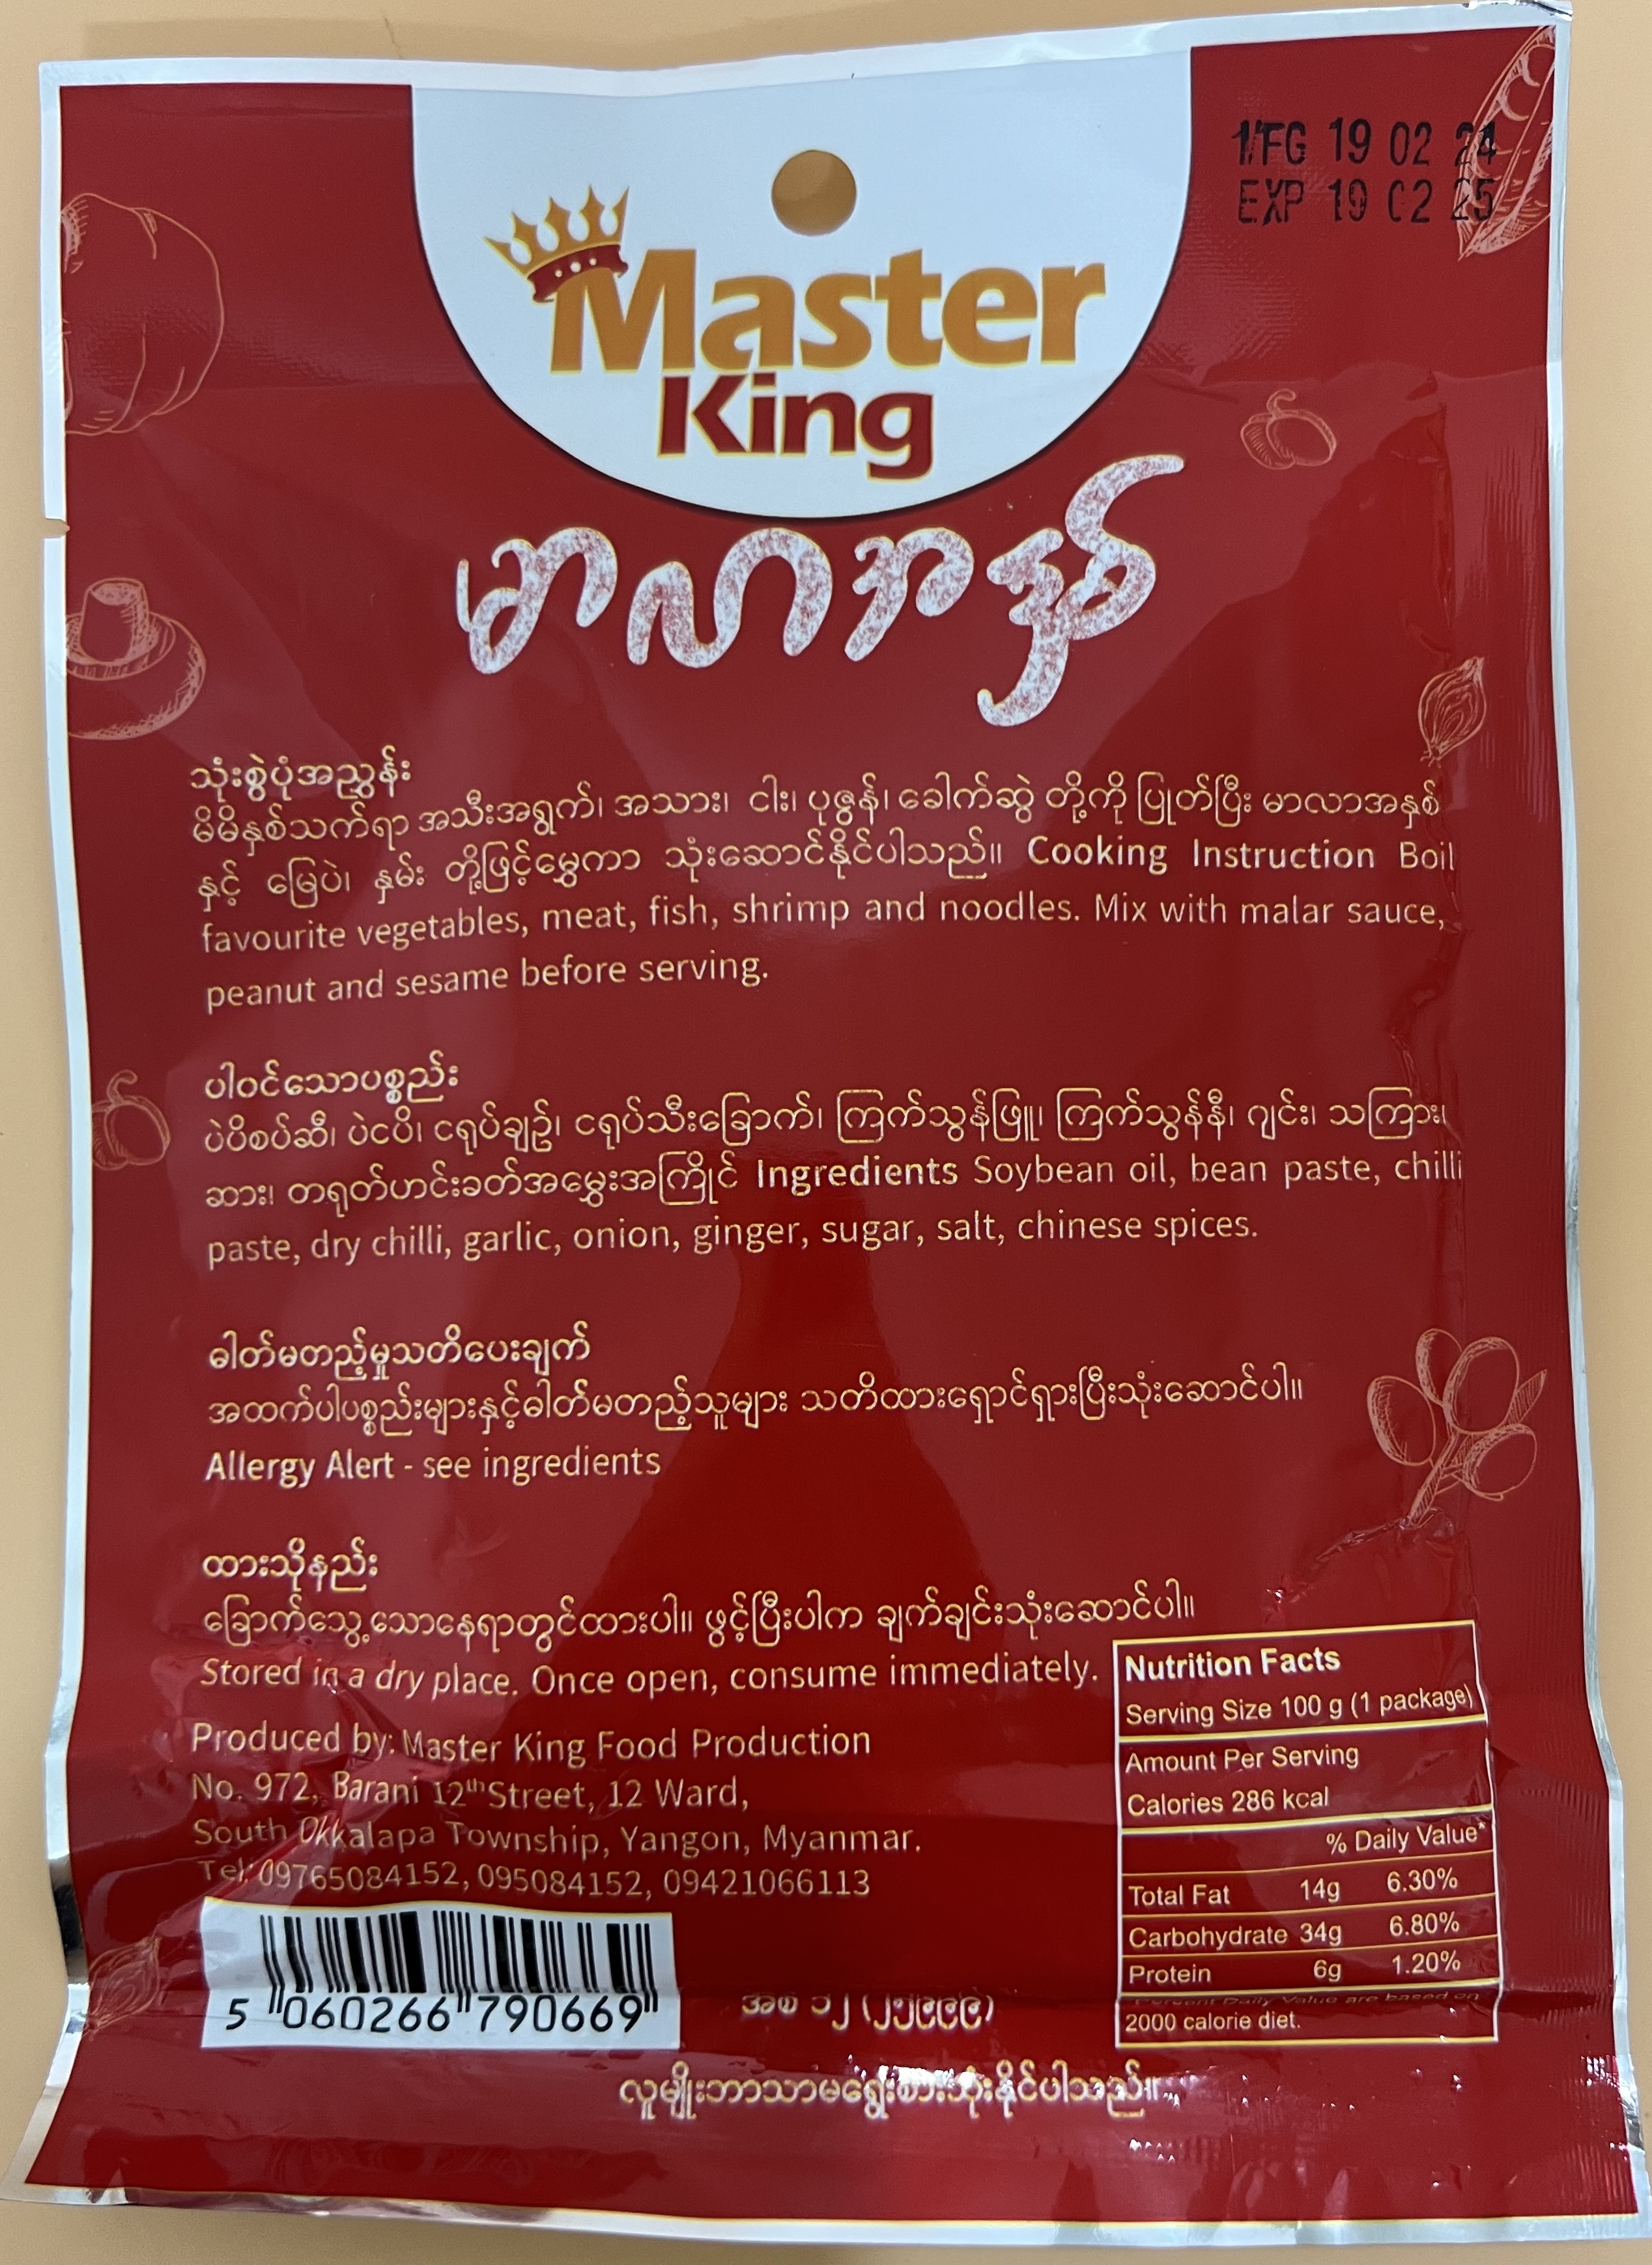 MFG 19 02 24
EXP 19 02 25
Master
King
မာလာအနှစ်
သုံးစွဲပုံအညွှန်း
မိမိနှစ်သက်ရာ အသီးအရွက်၊ အသား၊ ငါး၊ ပုဇွန်၊ ခေါက်ဆွဲ တို့ကို ပြုတ်ပြီး မာလာအနှစ်
နှင့် မြေပဲ၊ နှမ်း တို့ဖြင့်မွှေကာ သုံးဆောင်နိုင်ပါသည်။ Cooking Instruction Boil
favourite vegetables, meat, fish, shrimp and noodles. Mix with malar sauce,
peanut and sesame before serving.
ပါဝင်သောပစ္စည်း
ပဲပိစပ်ဆီ၊ ပဲငပိ၊ ငရုပ်ချဥ်၊ ငရုပ်သီးခြောက်၊ ကြက်သွန်ဖြူ၊ ကြက်သွန်နီ၊ ဂျင်း၊ သကြား၊
ဆား၊ တရုတ်ဟင်းခတ်အမွှေးအကြိုင် Ingredients Soybean oil, bean paste, chilli
paste, dry chilli, garlic, onion, ginger, sugar, salt, chinese spices.
ဓါတ်မတည့်မှုသတိပေးချက်
အထက်ပါပစ္စည်းများနှင့်ဓါတ်မတည့်သူများ သတိထားရှောင်ရှားပြီးသုံးဆောင်ပါ။
Allergy Alert - see ingredients
ထားသိုနည်း
ခြောက်သွေ့သောနေရာတွင်ထားပါ။ ဖွင့်ပြီးပါက ချက်ချင်းသုံးဆောင်ပါ။
Stored in a dry place. Once open, consume immediately.
Produced by: Master King Food Production
No. 972, Barani 12th Street, 12 Ward,
South Okkalapa Township, Yangon, Myanmar.
Tel: 09765084152, 095084152, 09421066113
Nutrition Facts
Serving Size 100 g (1 package)
Amount Per Serving
Calories 286 kcal
% Daily Value*
Total Fat 14g 6.30%
Carbohydrate 34g 6.80%
Protein 6g 1.20%
Percent Daily Value are based on
2000 calorie diet.
5 060266 790669
လူမျိုးဘာသာမရွေးစားသုံးနိုင်ပါသည်။